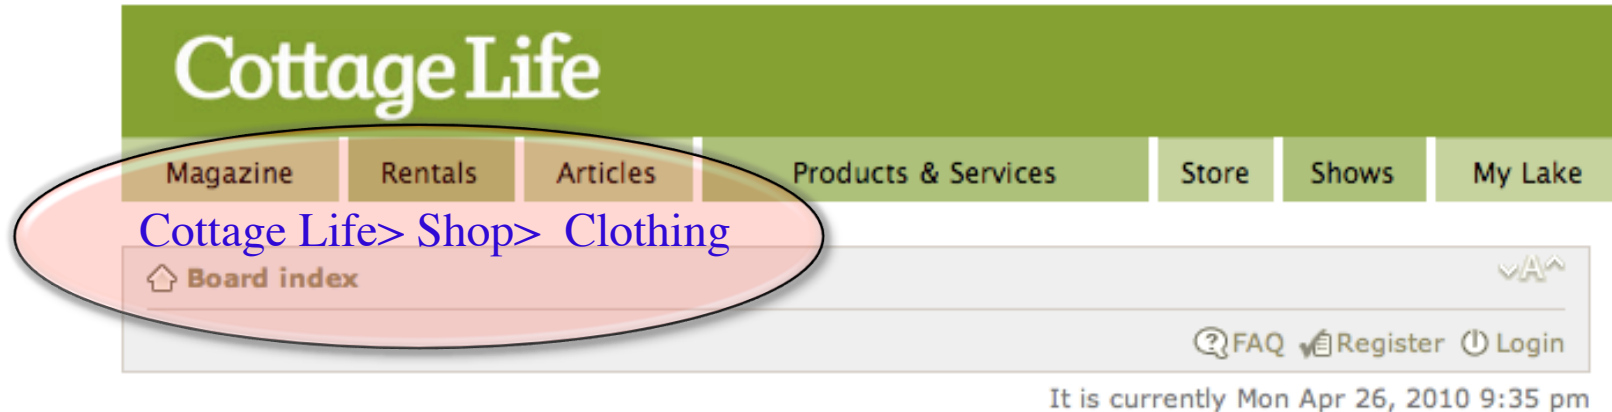 Cottage Life
Magazine Rentals Articles Products & Services Store Shows My Lake
Cottage Life> Shop> Clothing
Board index
A
FAQ Register Login
It is currently Mon Apr 26, 2010 9:35 pm